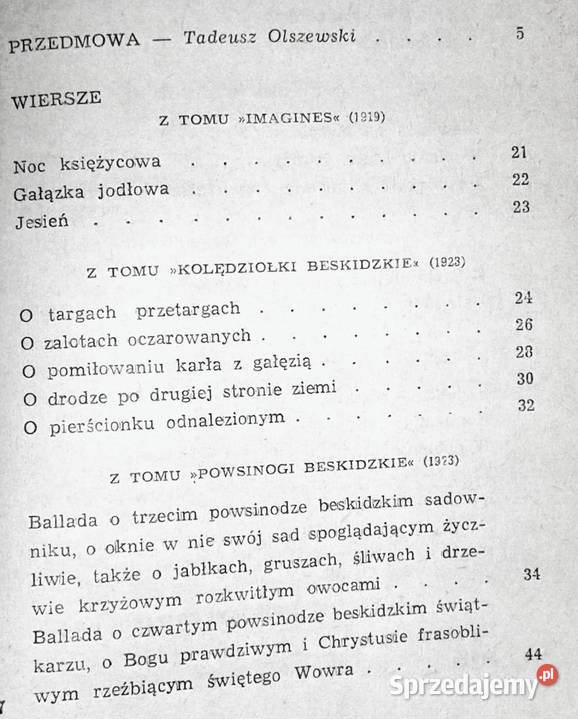 PRZEDMOWA — Tadeusz Olszewski . . . . 5
WIERSZE
Z TOMU »IMAGINES« (1919)
Noc księżycowa . . . . . . . . . 21
Gałązka jodłowa . . . . . . . . . 22
Jesień . . . . . . . . . . . . 23
Z TOMU »KOLĘDZIOŁKI BESKIDZKIE« (1923)
O targach przetargach . . . . . . . 24
O zalotach oczarowanych . . . . . . . 26
O pomiłowaniu karła z gałęzią . . . . . 28
O drodze po drugiej stronie ziemi . . . . 30
O pierścionku odnalezionym . . . . . . 32
Z TOMU »POWSINOGI BESKIDZKIE« (1923)
Ballada o trzecim powsinodze beskidzkim sadow-
niku, o oknie w nie swój sad spoglądającym życz-
liwie, także o jabłkach, gruszach, śliwach i drze-
wie krzyżowym rozkwitłym owocami . . . . 34
Ballada o czwartym powsinodze beskidzkim świąt-
karzu, o Bogu prawdziwym i Chrystusie frasobli-
wym rzeźbiącym świętego Wowra . . . . . 44
7
Sprzedajemy.pl